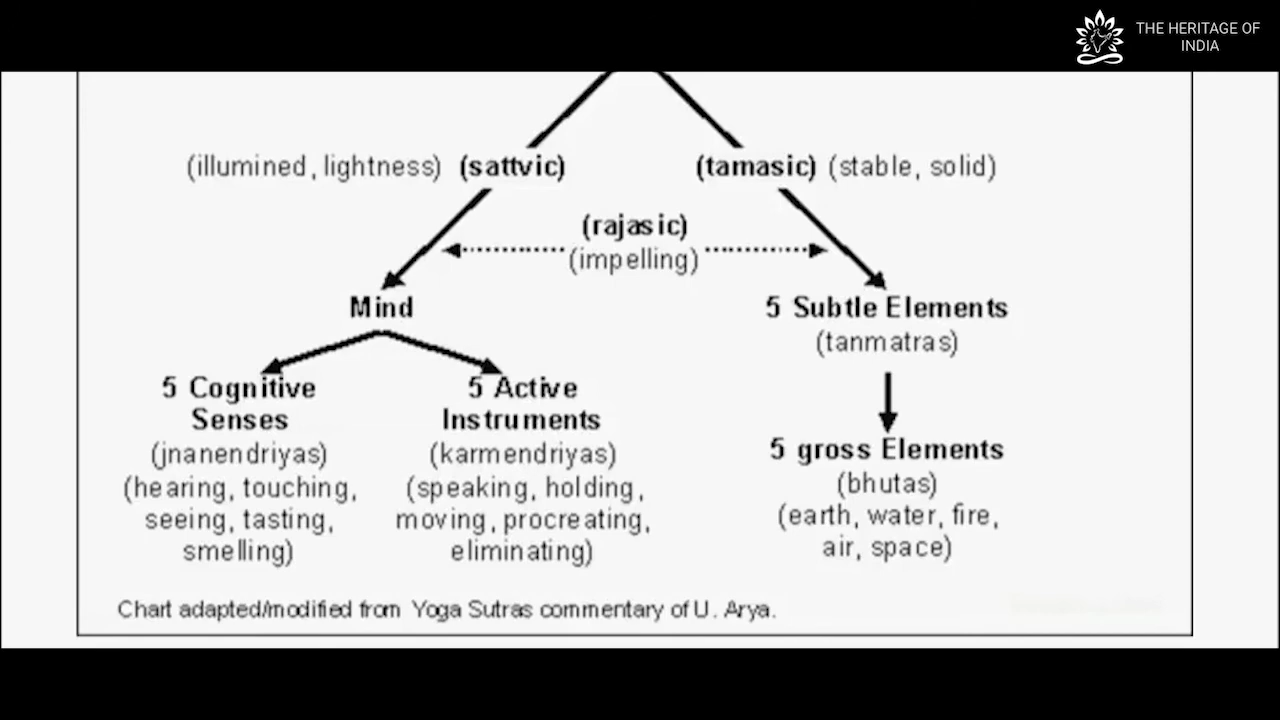 THE HERITAGE OF
INDIA
(illumined, lightness) (sattvic)
(tamasic) (stable, solid)
(rajasic)
(impelling)
Mind
5 Subtle Elements
(tanmatras)
5 Cognitive
Senses
(jnanendriyas)
(hearing, touching,
seeing, tasting,
smelling)
5 Active
Instruments
(karmendriyas)
(speaking, holding,
moving, procreating,
eliminating)
5 gross Elements
(bhutas)
(earth, water, fire,
air, space)
Chart adapted/modified from Yoga Sutras commentary of U. Arya.